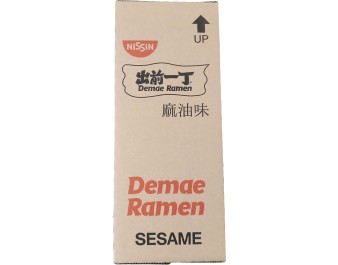 UP
NISSIN
出前一丁
Demae Ramen
麻油味
Demae
Ramen
SESAME